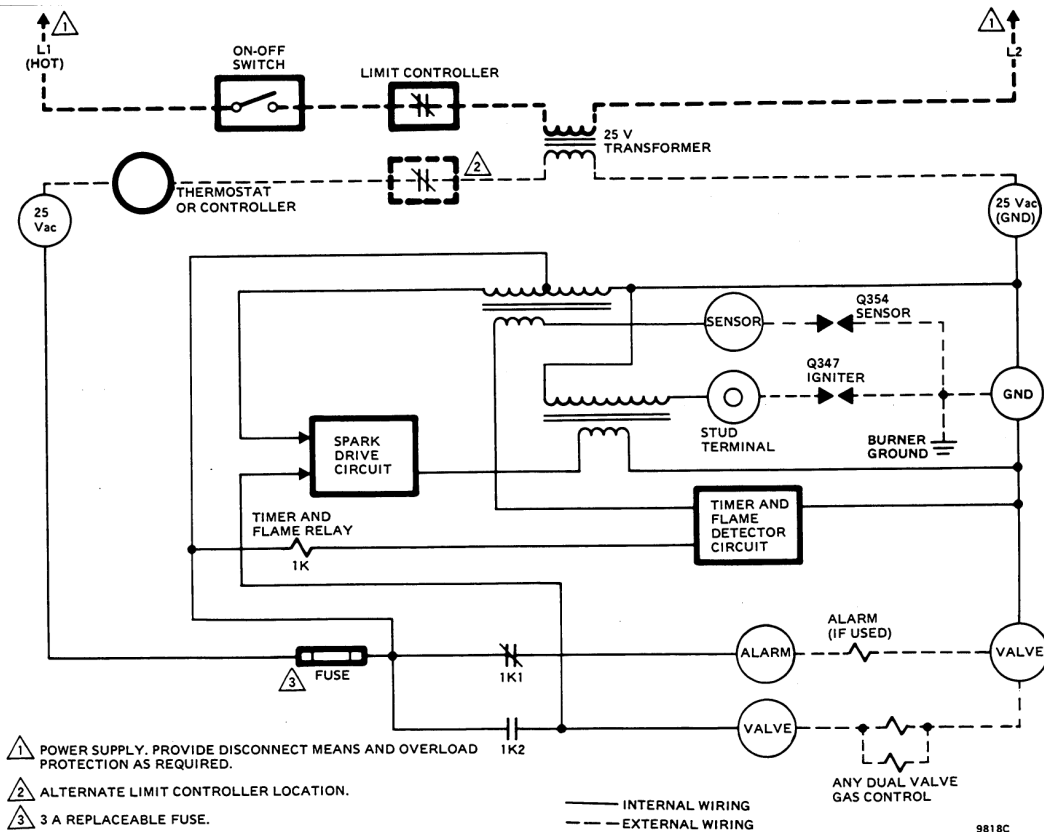 1
L1
(HOT)
ON-OFF
SWITCH
LIMIT CONTROLLER
1
L2
25 V
TRANSFORMER
2
THERMOSTAT
OR CONTROLLER
25
Vac
25 Vac
(GND)
SENSOR
Q354
SENSOR
Q347
IGNITER
GND
STUD
TERMINAL
BURNER
GROUND
SPARK
DRIVE
CIRCUIT
TIMER AND
FLAME RELAY
1K
TIMER AND
FLAME
DETECTOR
CIRCUIT
ALARM
(IF USED)
3
FUSE
1K1
ALARM
VALVE
1K2
VALVE
ANY DUAL VALVE
GAS CONTROL
1 POWER SUPPLY. PROVIDE DISCONNECT MEANS AND OVERLOAD
PROTECTION AS REQUIRED.
2 ALTERNATE LIMIT CONTROLLER LOCATION.
3 3 A REPLACEABLE FUSE.
INTERNAL WIRING
EXTERNAL WIRING
9818C